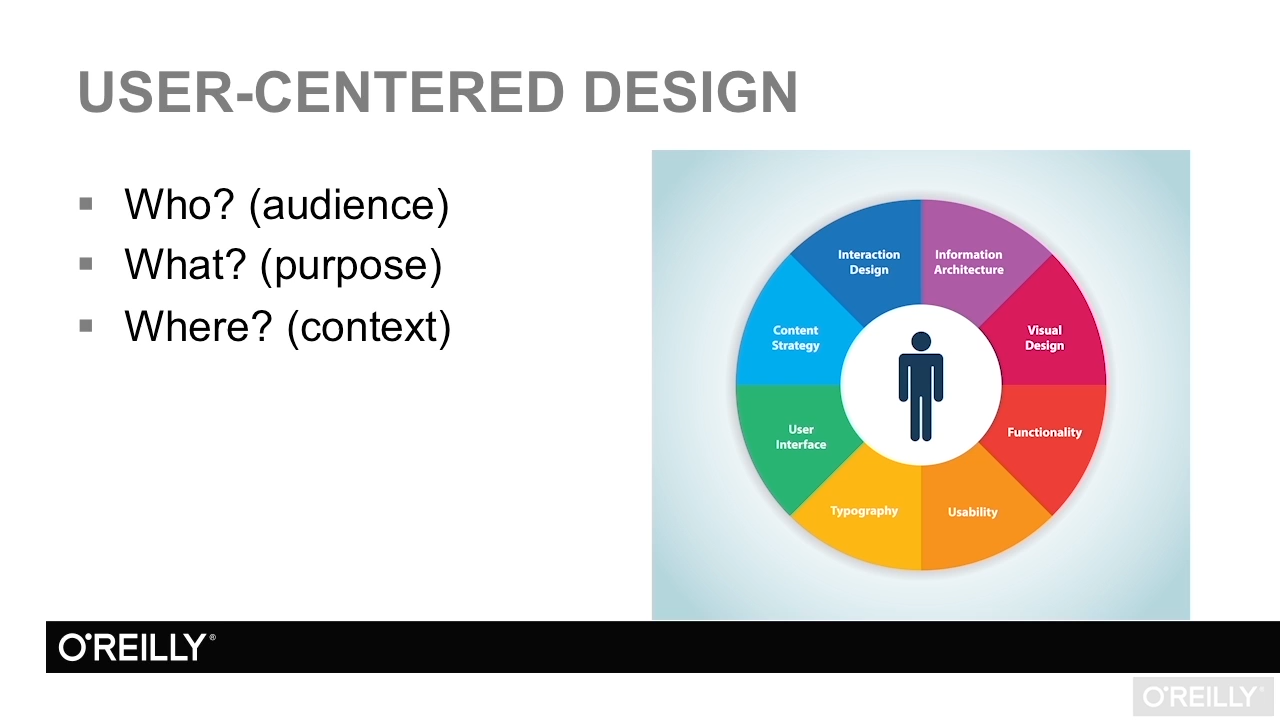 USER-CENTERED DESIGN
▪ Who? (audience)
▪ What? (purpose)
▪ Where? (context)
Interaction
Design
Information
Architecture
Content
Strategy
Visual
Design
User
Interface
Functionality
Typography
Usability
O'REILLY®
O'REILLY®